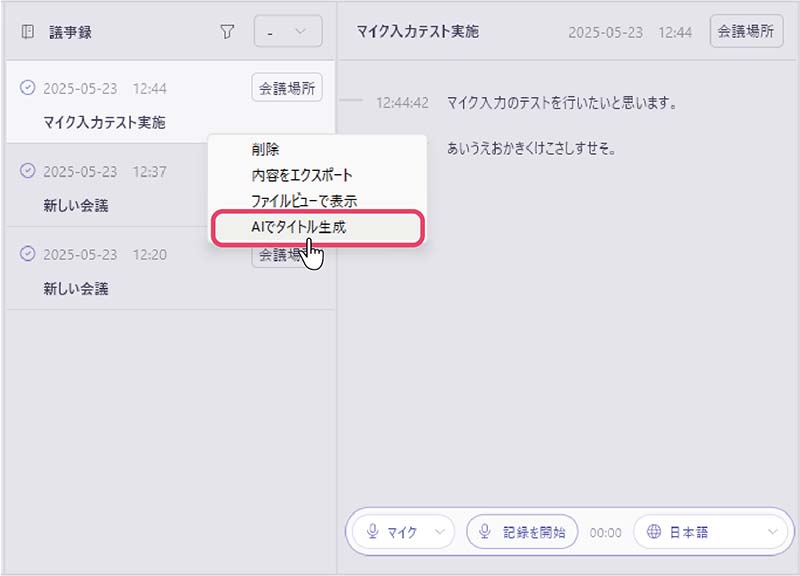 議事録
-
2025-05-23 12:44 会議場所
マイク入力テスト実施
2025-05-23 12:37
新しい会議
2025-05-23 12:20
新しい会議
削除
内容をエクスポート
ファイルビューで表示
AIでタイトル生成
会議場
マイク入力テスト実施 2025-05-23 12:44 会議場所
12:44:42 マイク入力のテストを行いたいと思います。
あいうえおかきくけこさしすせそ。
マイク 記録を開始 00:00 日本語